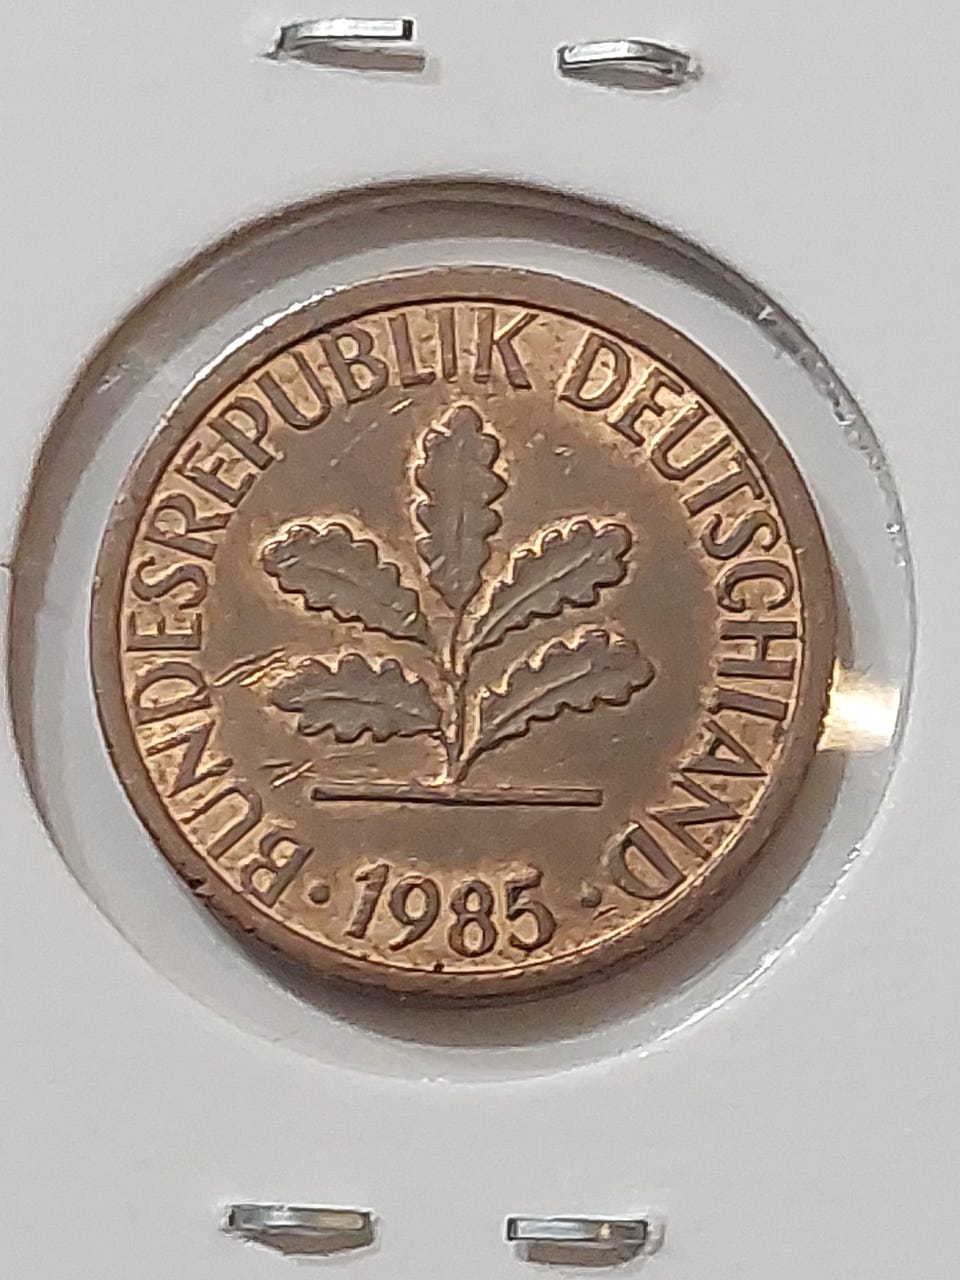 BUNDESREPUBLIK DEUTSCHLAND
· 1985 ·